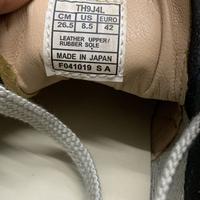 TH9J4L
CM US EURO
26.5 8.5 42
LEATHER UPPER/
RUBBER SOLE
MADE IN JAPAN
F041019 S A